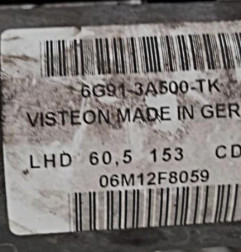 6G91-3A500-TK
VISTEON MADE IN GER
LHD 60,5 153 CD
06M12F8059